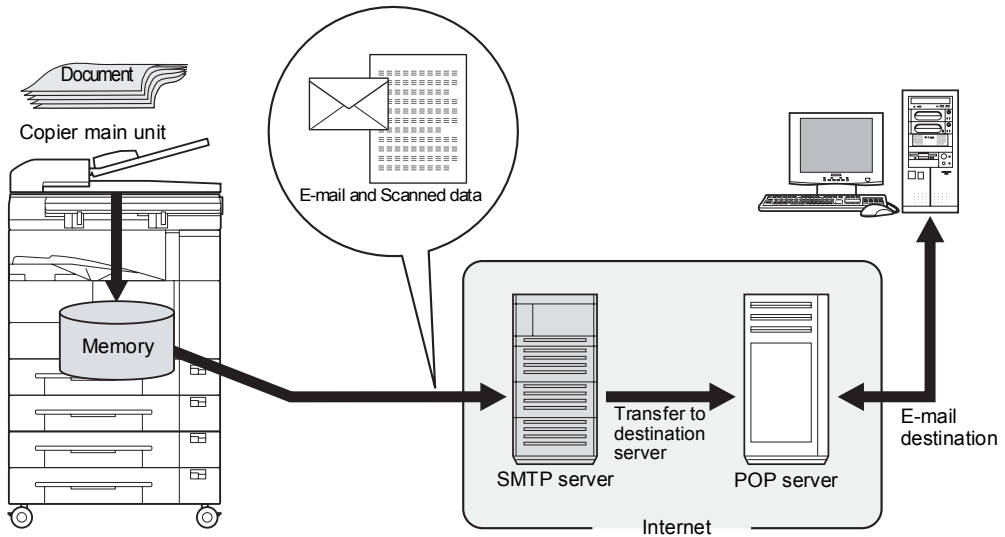 Document
Copier main unit
Memory
E-mail and Scanned data
SMTP server
Transfer to
destination
server
POP server
E-mail
destination
Internet